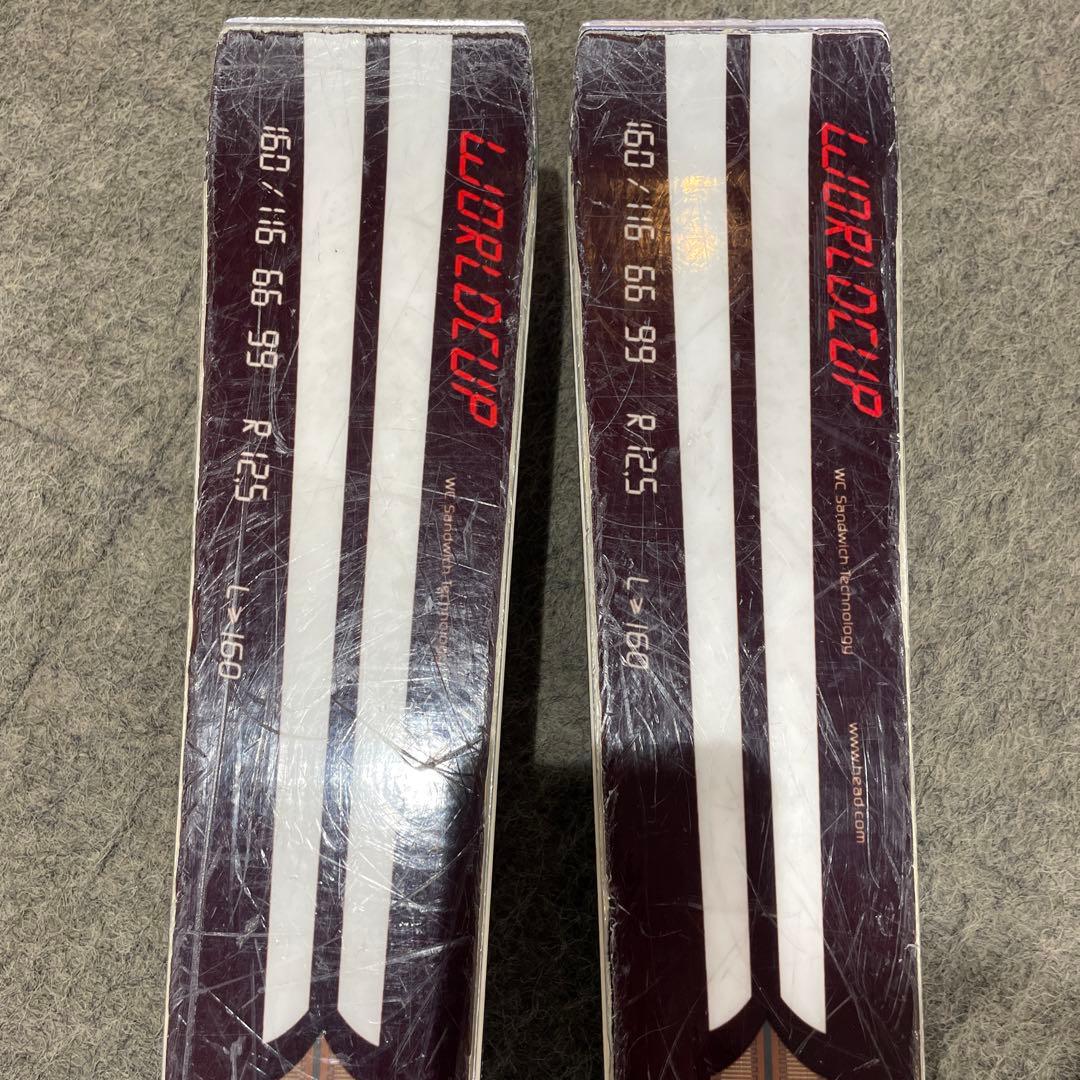 WORLDCUP
160 / 116 66 99 R 12.5 L > 160
WC Sandwich Technology
WORLDCUP
160 / 116 66 99 R 12.5 L > 160
WC Sandwich Technology
www.head.com